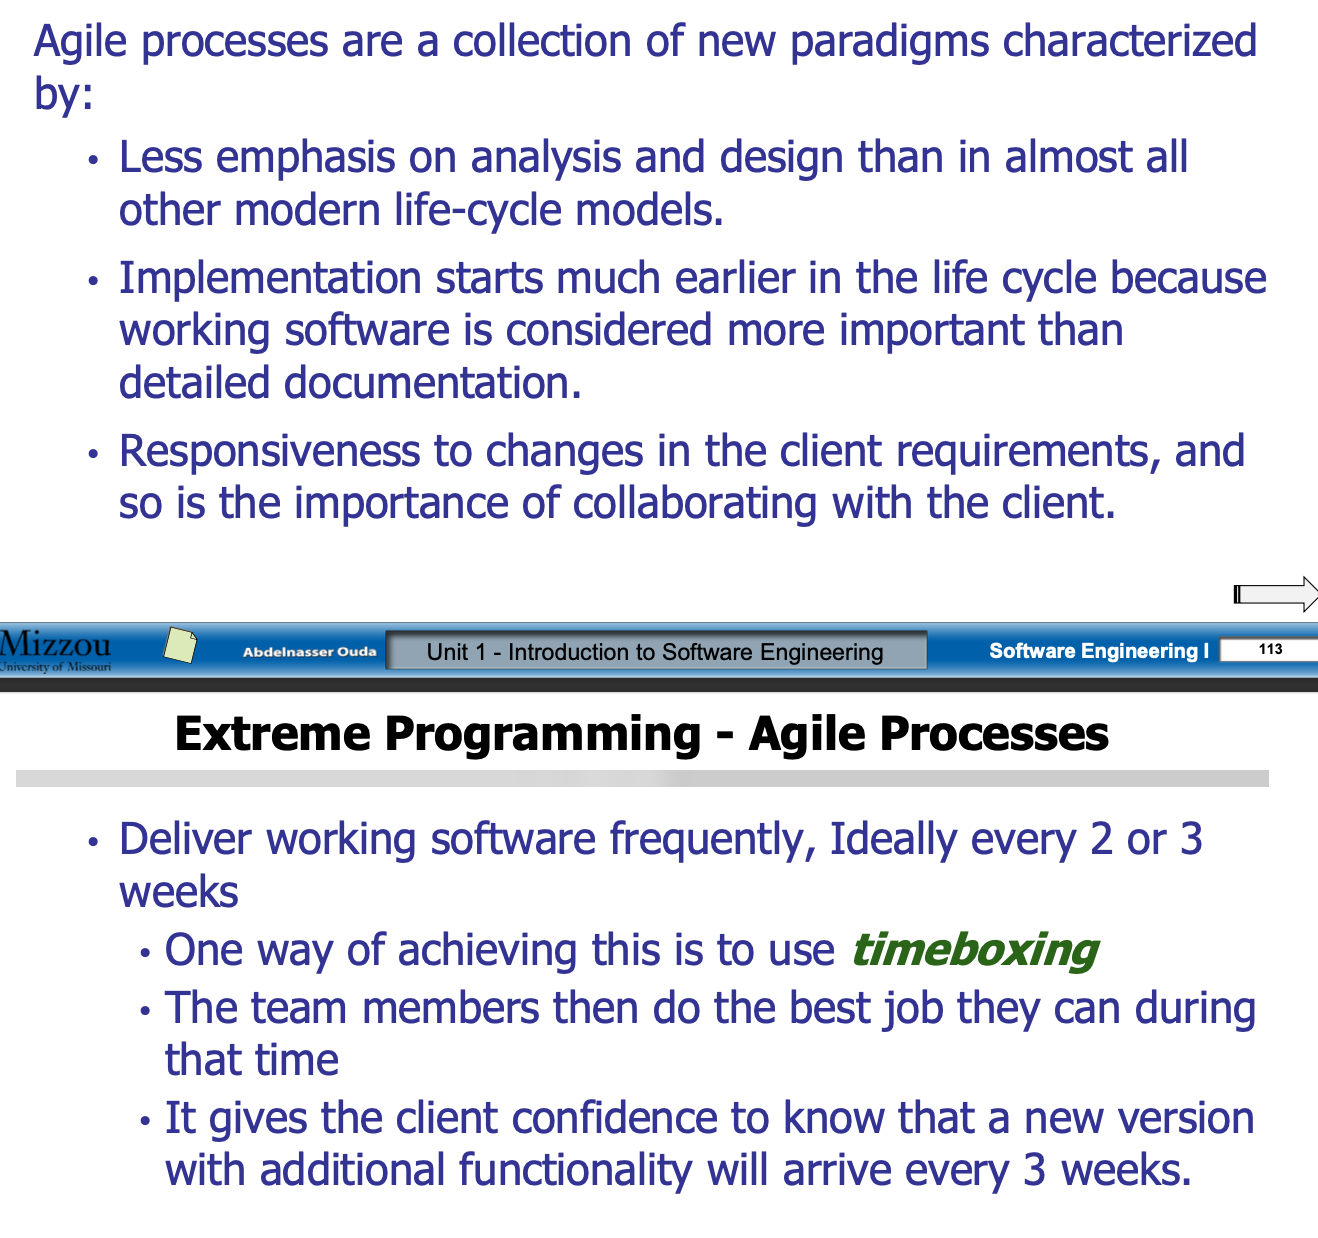 Agile processes are a collection of new paradigms characterized
by:
• Less emphasis on analysis and design than in almost all
other modern life-cycle models.
• Implementation starts much earlier in the life cycle because
working software is considered more important than
detailed documentation.
• Responsiveness to changes in the client requirements, and
so is the importance of collaborating with the client.
Mizzou
University of Missouri
Abdelnasser Ouda
Unit 1 - Introduction to Software Engineering
Software Engineering I
113
Extreme Programming - Agile Processes
• Deliver working software frequently, Ideally every 2 or 3
weeks
• One way of achieving this is to use timeboxing
• The team members then do the best job they can during
that time
• It gives the client confidence to know that a new version
with additional functionality will arrive every 3 weeks.